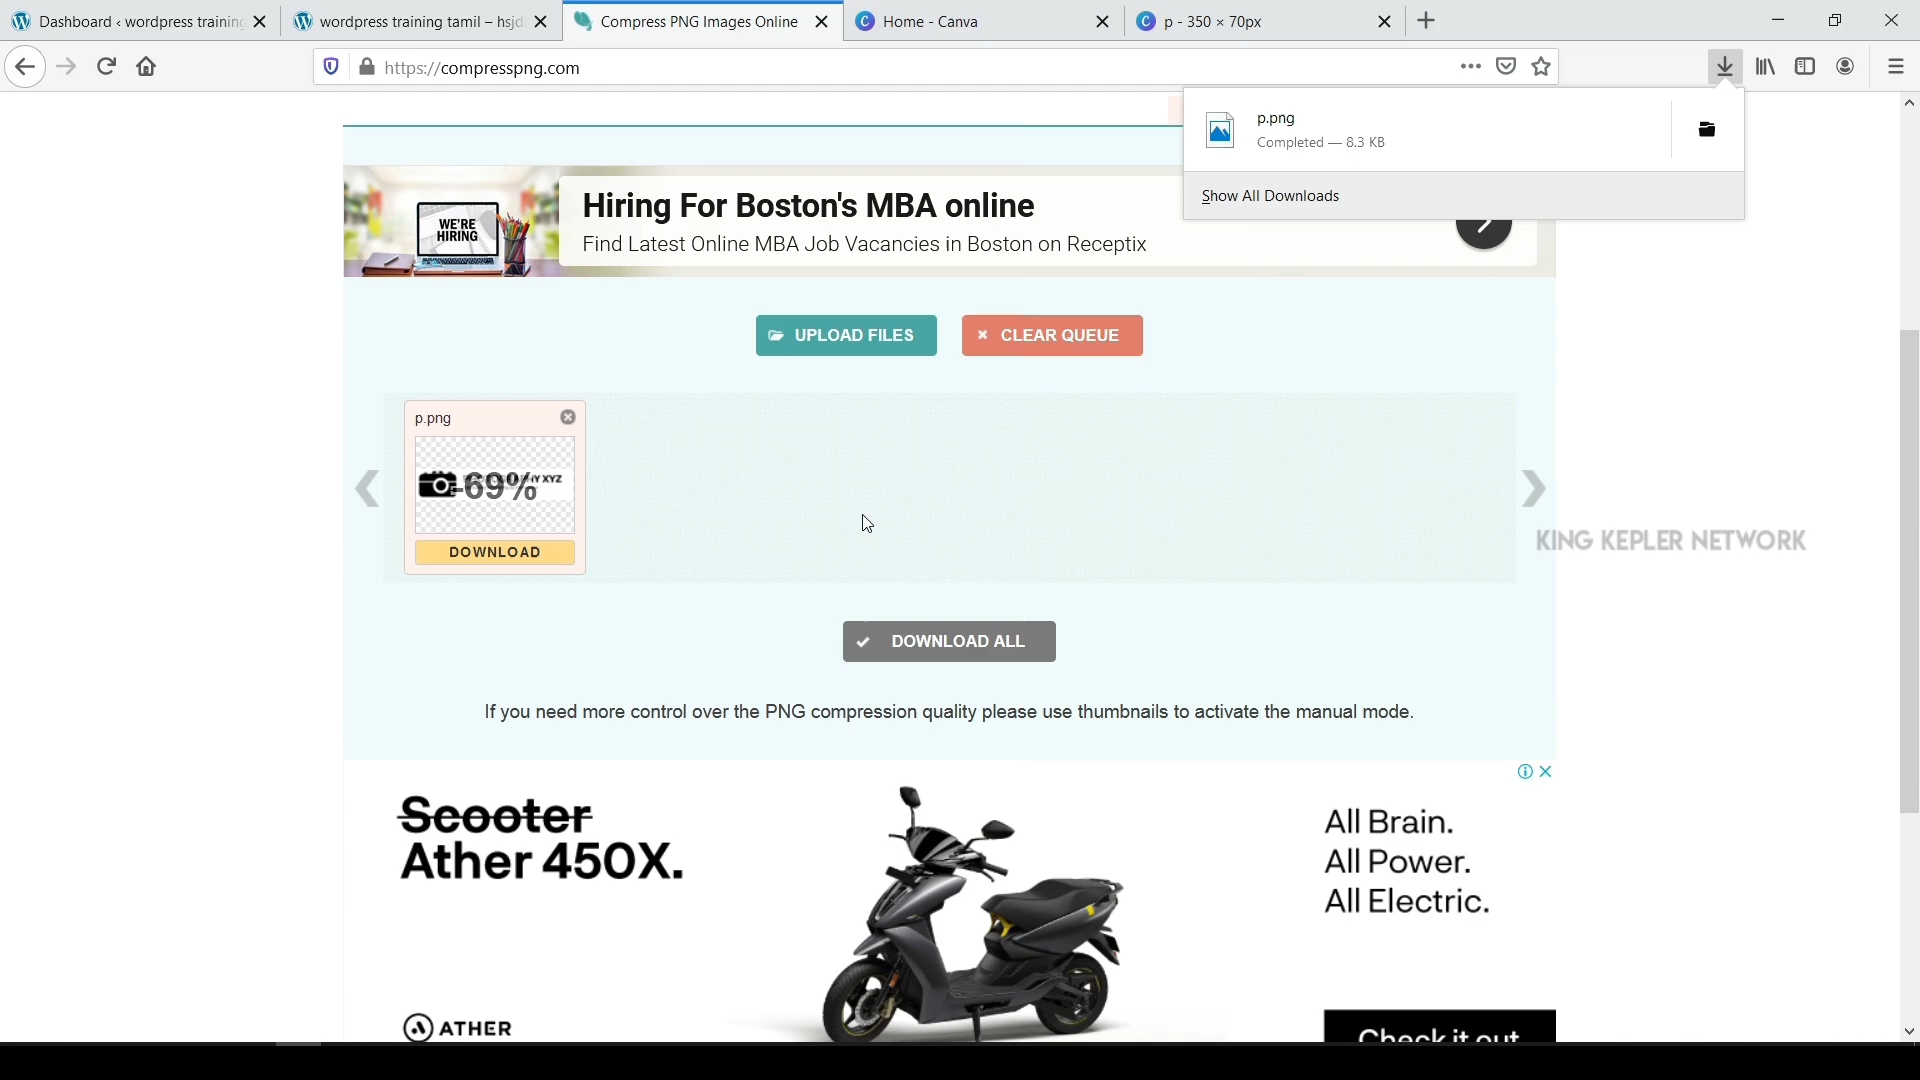 Dashboard ‹ wordpress training
wordpress training tamil – hsjd
Compress PNG Images Online
Home - Canva
p - 350 × 70px
https://compresspng.com
p.png
Completed — 8.3 KB
Show All Downloads
WE'RE
HIRING
Hiring For Boston's MBA online
Find Latest Online MBA Job Vacancies in Boston on Receptix
UPLOAD FILES
CLEAR QUEUE
p.png
XYZ
-69%
DOWNLOAD
KING KEPLER NETWORK
DOWNLOAD ALL
If you need more control over the PNG compression quality please use thumbnails to activate the manual mode.
Scooter
Ather 450X.
All Brain.
All Power.
All Electric.
ATHER
Check it out